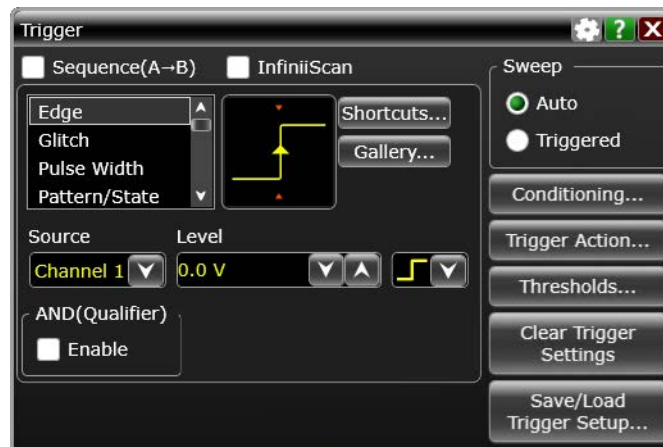 Trigger
?
X
Sequence(A→B)
InfiniiScan
Edge
Glitch
Pulse Width
Pattern/State
Shortcuts...
Gallery...
Source
Level
Channel 1
0.0 V
AND(Qualifier)
Enable
Sweep
Auto
Triggered
Conditioning...
Trigger Action...
Thresholds...
Clear Trigger
Settings
Save/Load
Trigger Setup...